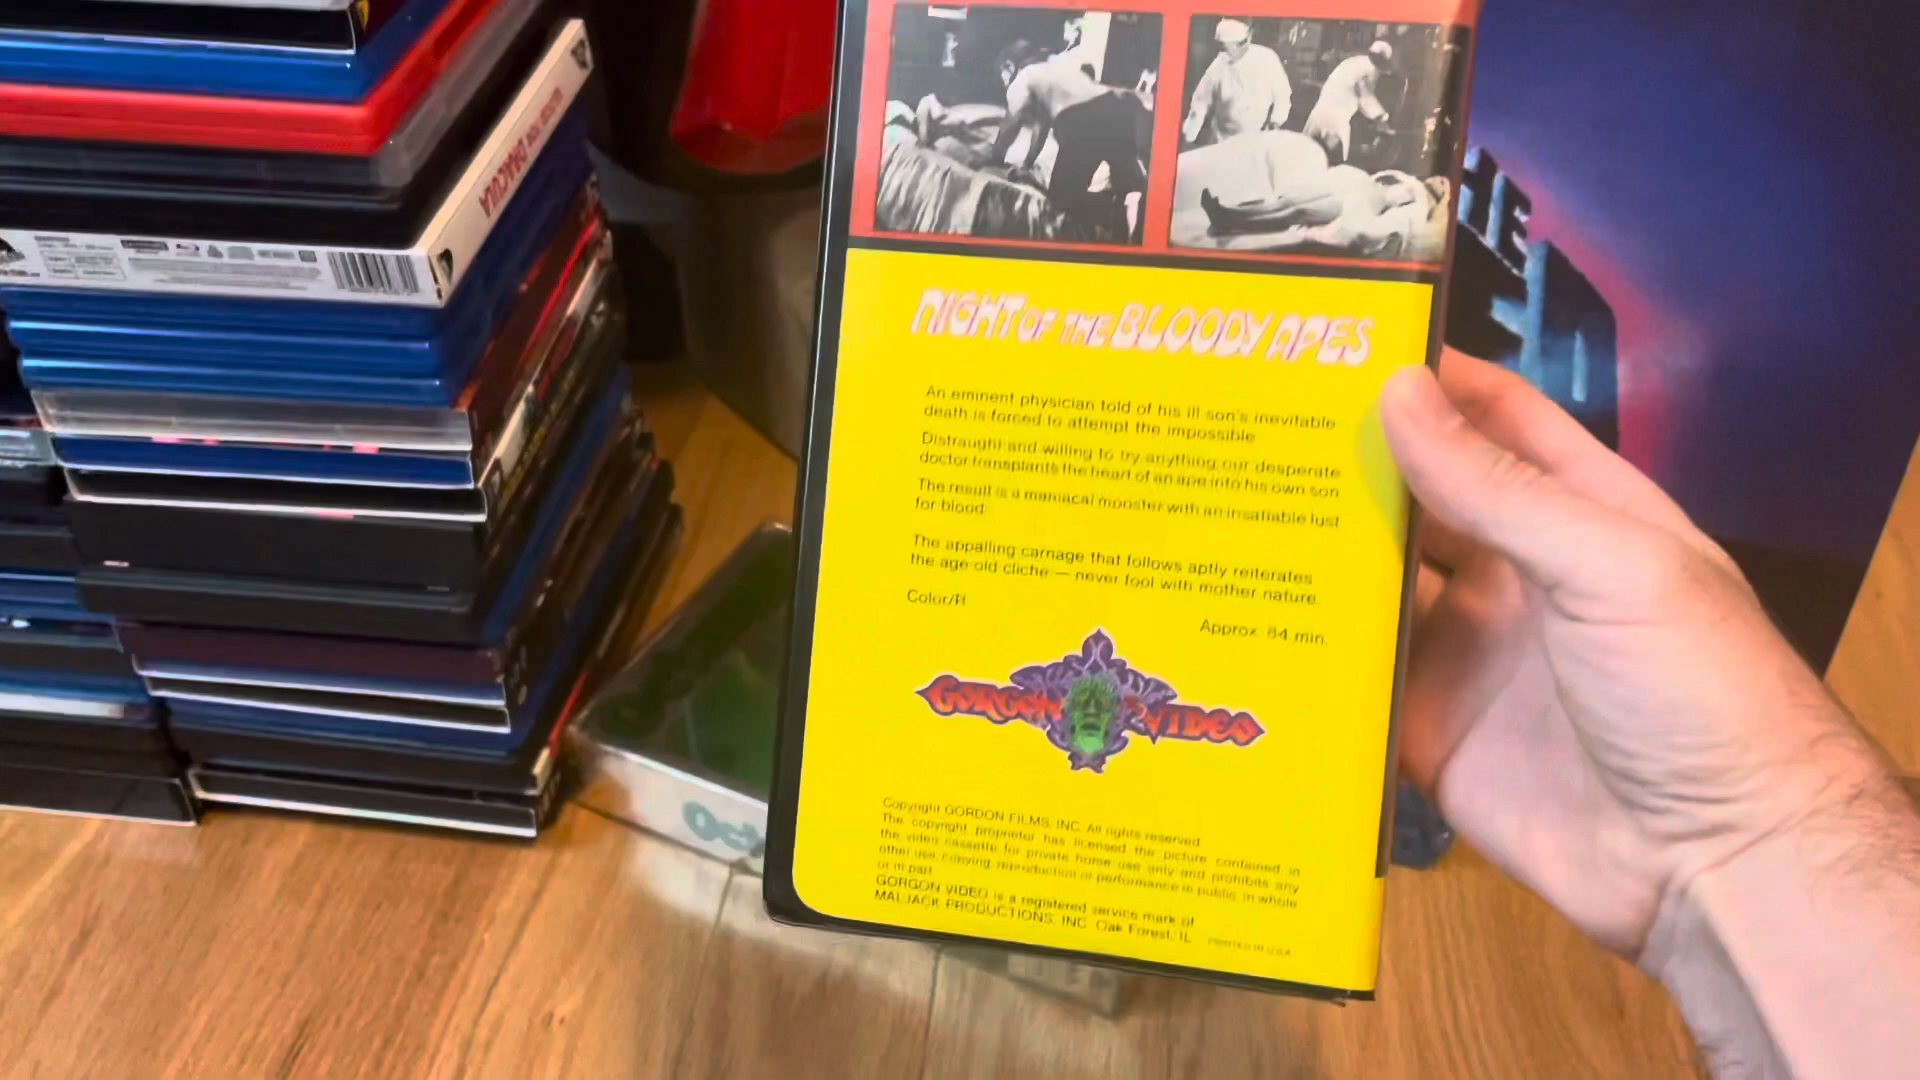 NIGHT OF THE BLOODY APES
An eminent physician told of his ill son's inevitable
death is forced to attempt the impossible
Distraught and willing to try anything our desperate
doctor transplants the heart of an ape into his own son
The result is a maniacal monster with an insatiable lust
for blood.
The appalling carnage that follows aptly reiterates
the age-old cliche — never fool with mother nature.
Color/R
Approx. 84 min.
GORGON VIDEO
Copyright GORDON FILMS, INC. All rights reserved
The copyright proprietor has licensed the picture contained in
the video cassette for private home use only and prohibits any
other use, copying, reproduction or performance in public, in whole
or in part
GORGON VIDEO is a registered service mark of
MALJACK PRODUCTIONS, INC. Oak Forest, IL
PRINTED IN U.S.A.
DRACULA
Oct
THE